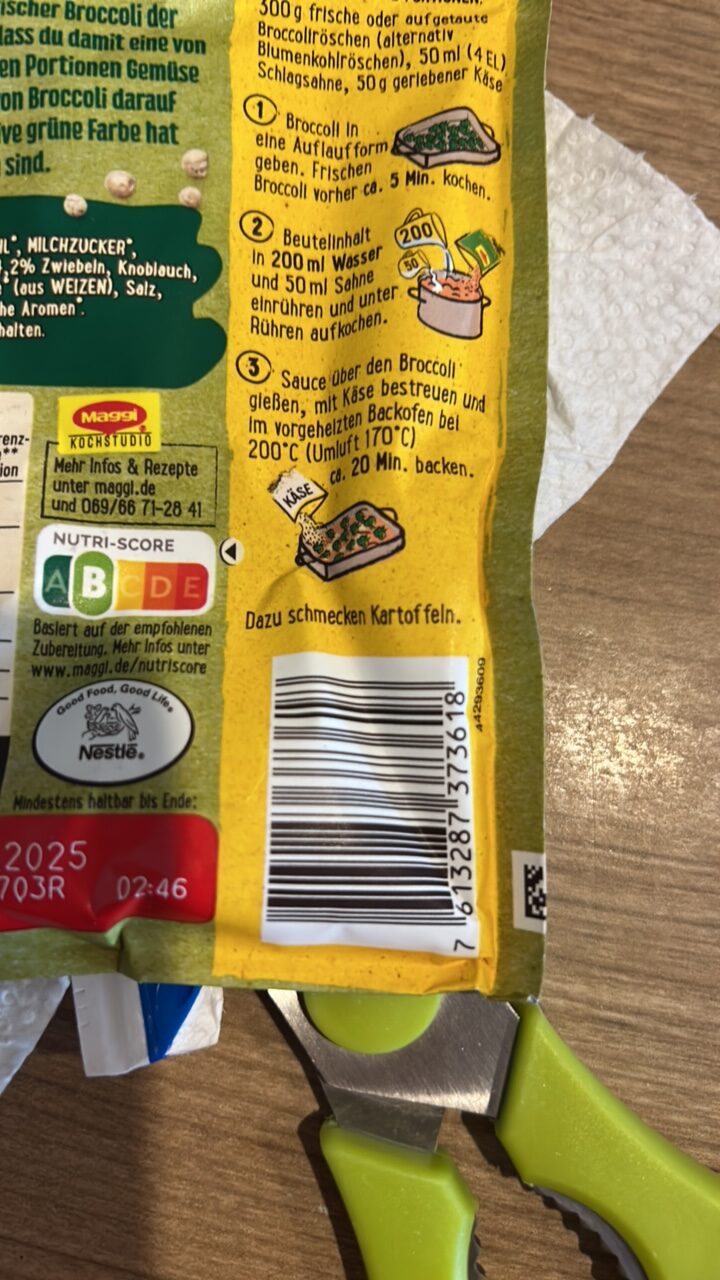 ischer Broccoli der
dass du damit eine von
en Portionen Gemüse
von Broccoli darauf
ive grüne Farbe hat
sind.
MILCHZUCKER*,
,2% Zwiebeln, Knoblauch,
(aus WEIZEN), Salz,
he Aromen*.
halten.
renz-
**
ion
Maggi
KOCHSTUDIO
Mehr Infos & Rezepte
unter maggi.de
und 069/66 71-28 41
NUTRI-SCORE
A B C D E
Basiert auf der empfohlenen
Zubereitung. Mehr Infos unter
www.maggi.de/nutriscore
Good Food, Good Life®
Nestlé®
Mindestens haltbar bis Ende:
.2025
703R 02:46
300 g frische oder aufgetaute
Broccoliröschen (alternativ
Blumenkohlröschen), 50 ml (4 EL)
Schlagsahne, 50 g geriebener Käse
1 Broccoli in
eine Auflaufform
geben. Frischen
Broccoli vorher ca. 5 Min. kochen.
2 Beutelinhalt
in 200 ml Wasser
und 50 ml Sahne
einrühren und unter
Rühren aufkochen.
200
50
3 Sauce über den Broccoli
gießen, mit Käse bestreuen und
im vorgeheizten Backofen bei
200°C (Umluft 170°C)
ca. 20 Min. backen.
KÄSE
Dazu schmecken Kartoffeln.
44293609
7 613287 373618